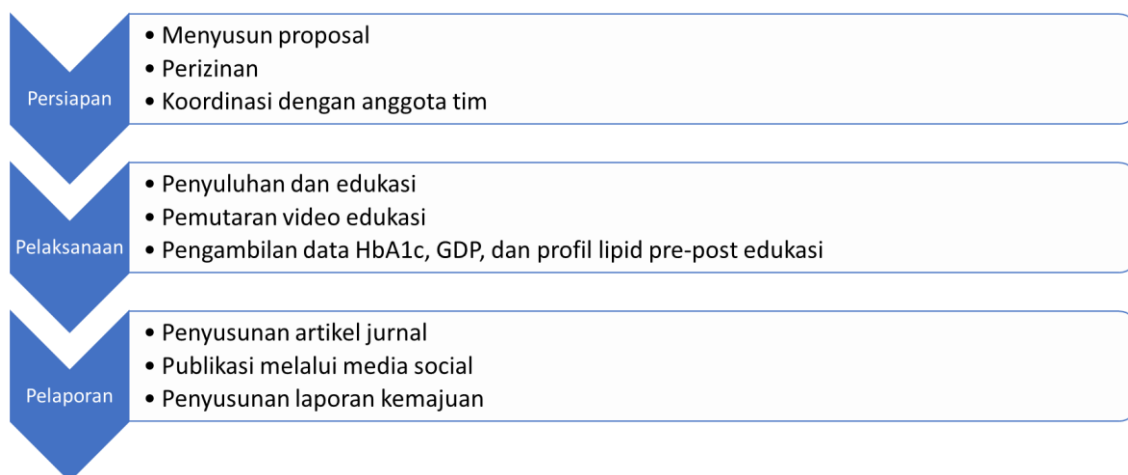 Persiapan
• Menyusun proposal
• Perizinan
• Koordinasi dengan anggota tim
Pelaksanaan
• Penyuluhan dan edukasi
• Pemutaran video edukasi
• Pengambilan data HbA1c, GDP, dan profil lipid pre-post edukasi
Pelaporan
• Penyusunan artikel jurnal
• Publikasi melalui media social
• Penyusunan laporan kemajuan